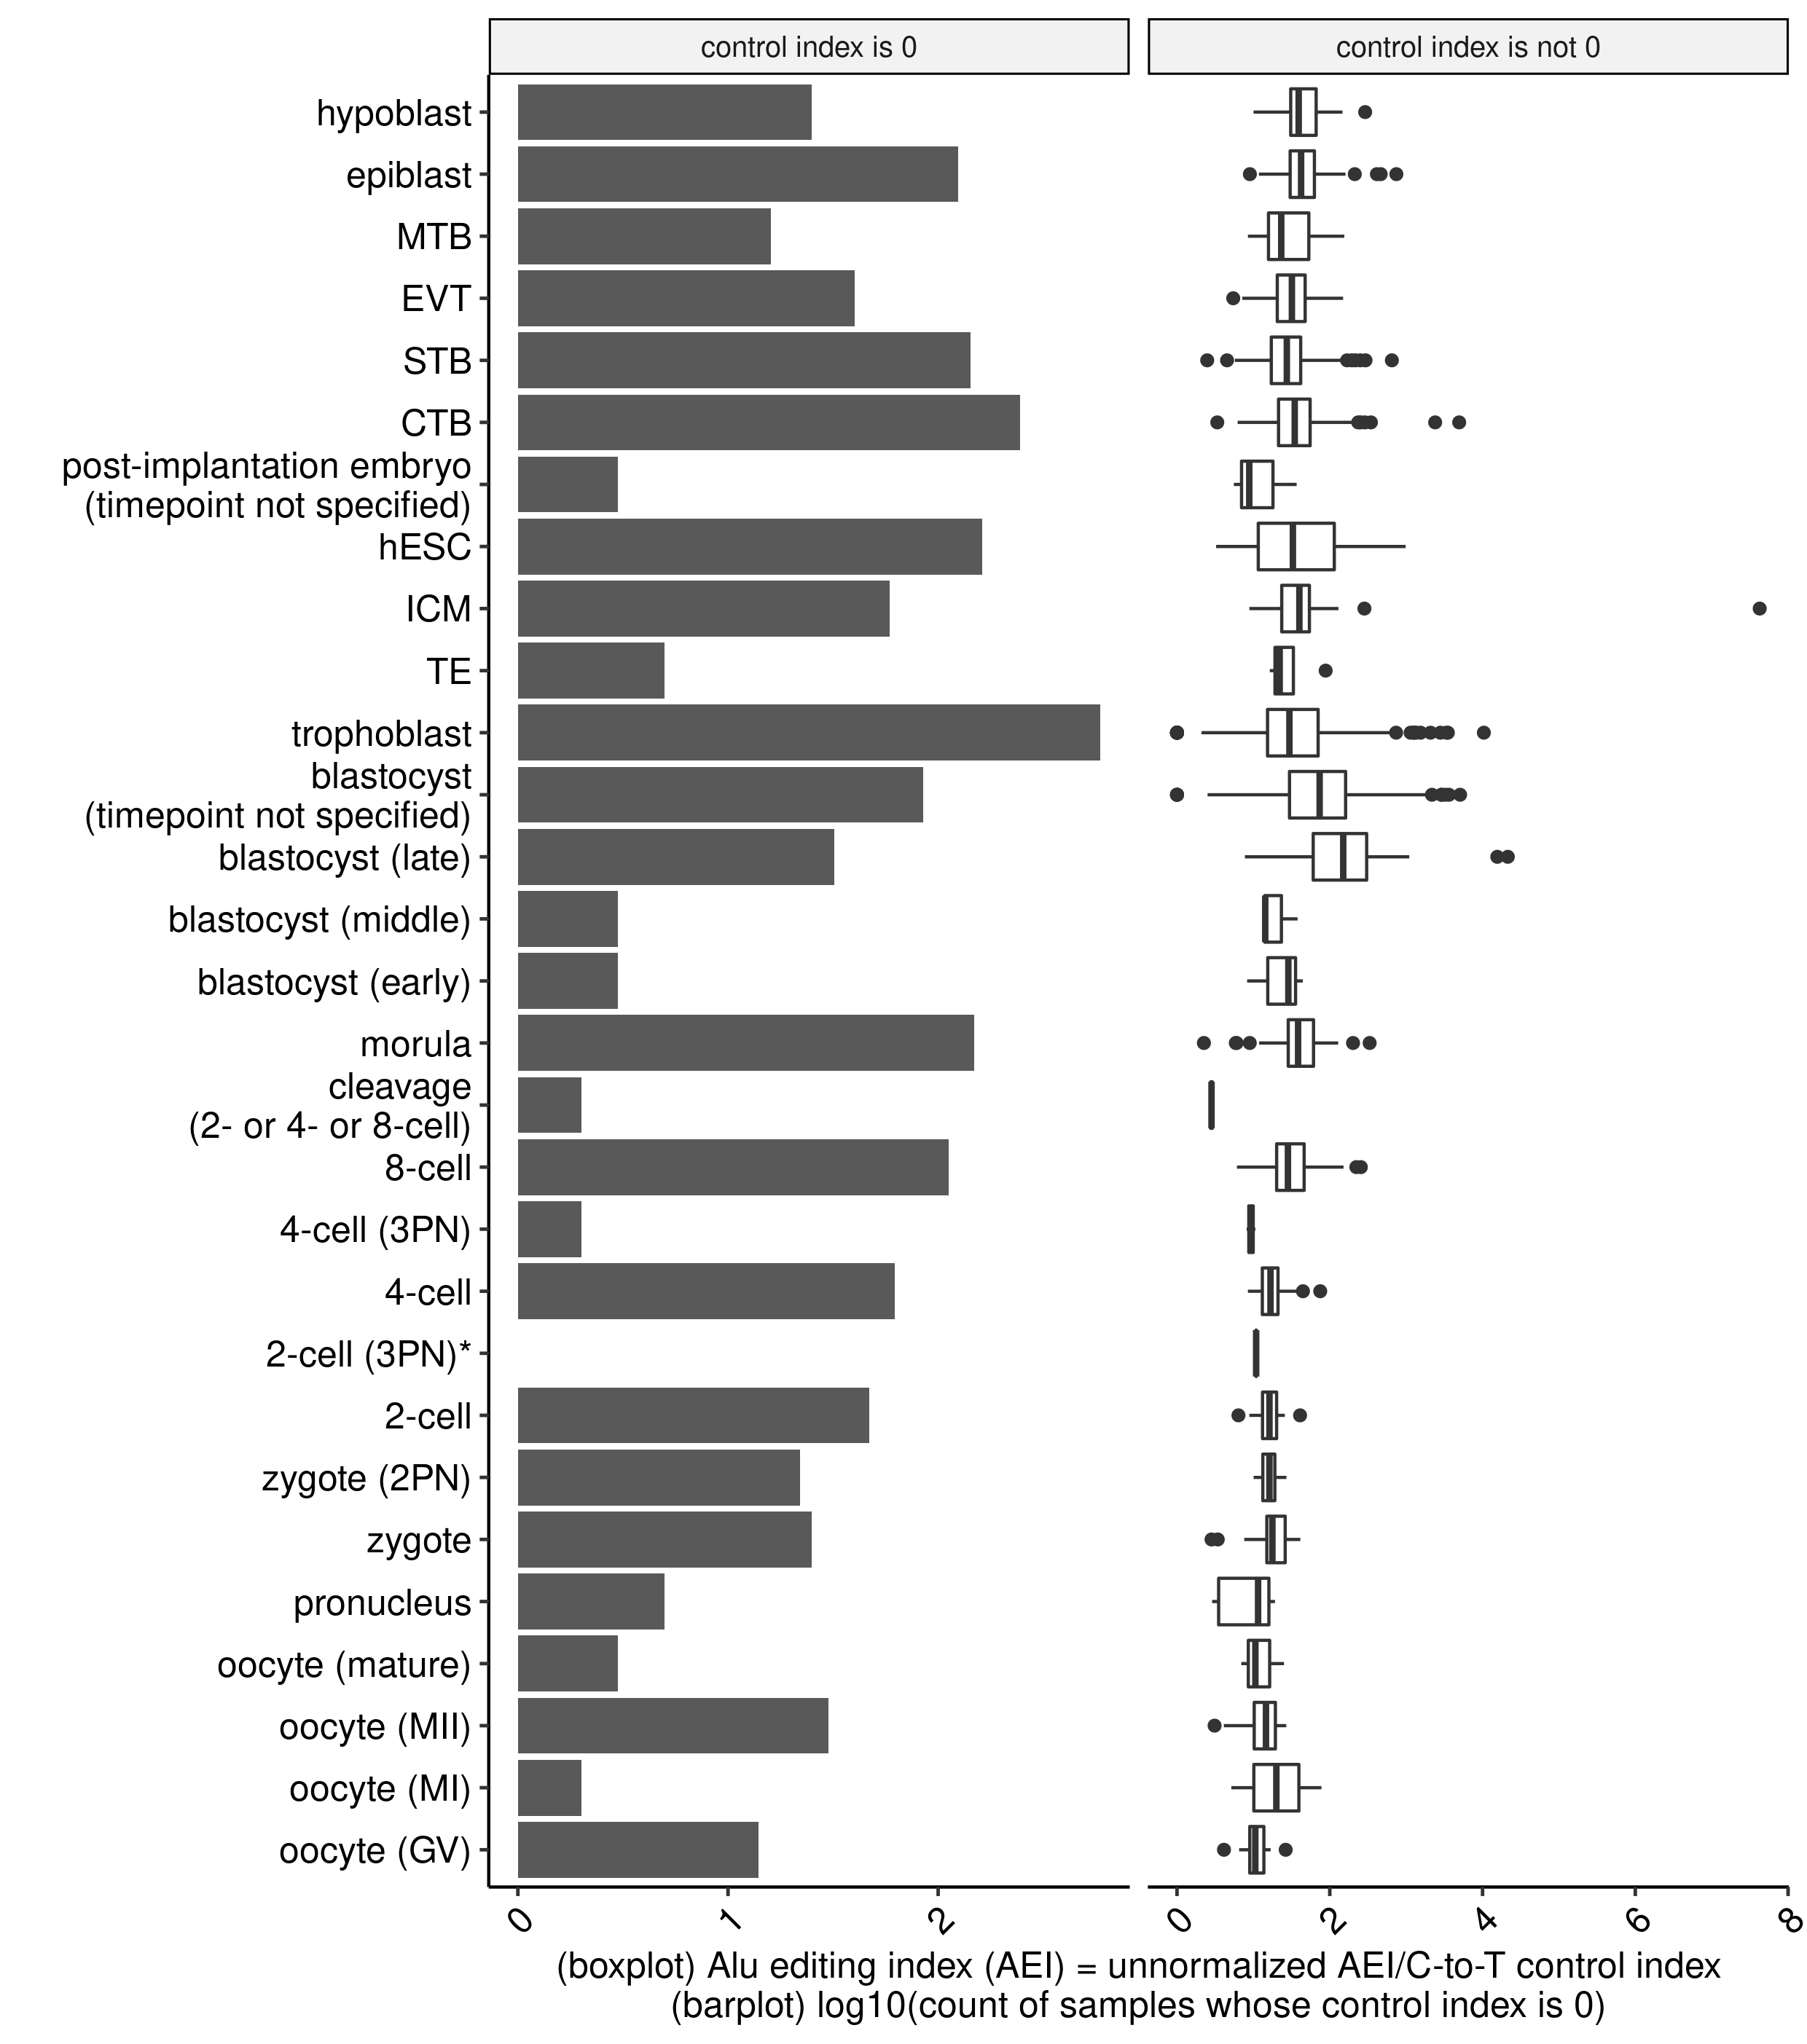 control index is 0
control index is not 0
hypoblast
epiblast
MTB
EVT
STB
CTB
post-implantation embryo
(timepoint not specified)
hESC
ICM
TE
trophoblast
blastocyst
(timepoint not specified)
blastocyst (late)
blastocyst (middle)
blastocyst (early)
morula
cleavage
(2- or 4- or 8-cell)
8-cell
4-cell (3PN)
4-cell
2-cell (3PN)*
2-cell
zygote (2PN)
zygote
pronucleus
oocyte (mature)
oocyte (MII)
oocyte (MI)
oocyte (GV)
0 1 2
0 2 4 6 8
(boxplot) Alu editing index (AEI) = unnormalized AEI/C-to-T control index
(barplot) log10(count of samples whose control index is 0)